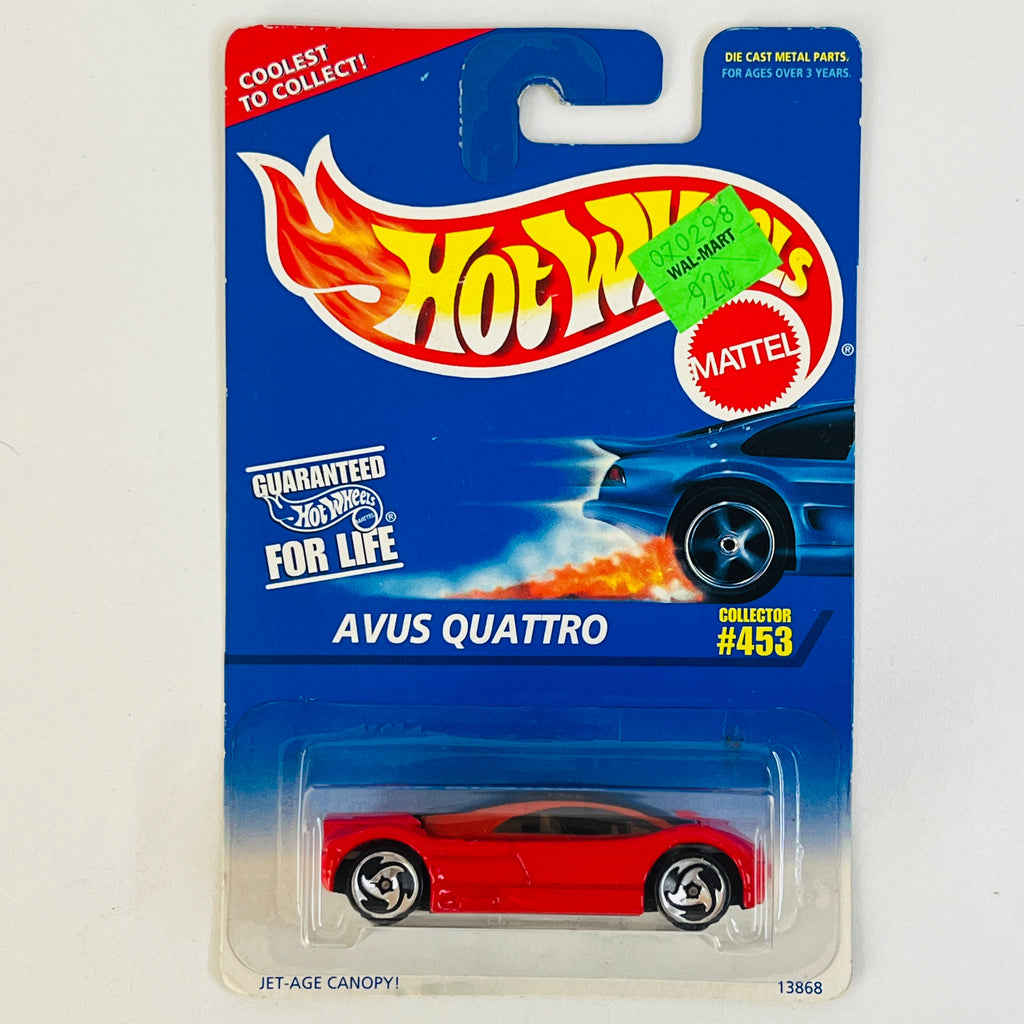 COOLEST
TO COLLECT!
DIE CAST METAL PARTS.
FOR AGES OVER 3 YEARS.
HOT WHEELS
070298
WAL-MART
92¢
MATTEL
®
GUARANTEED
HOT WHEELS
MATTEL
®
FOR LIFE
AVUS QUATTRO
COLLECTOR
#453
JET-AGE CANOPY!
13868